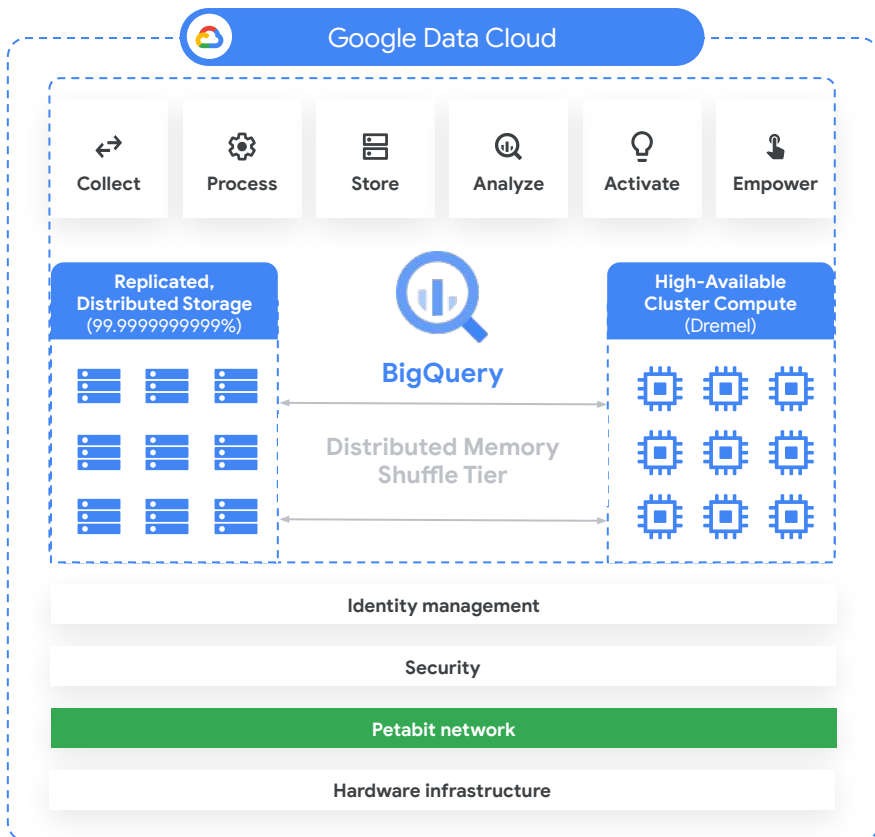 Google Data Cloud
Collect
Process
Store
Analyze
Activate
Empower
Replicated,
Distributed Storage
(99.9999999999%)
BigQuery
Distributed Memory
Shuffle Tier
High-Available
Cluster Compute
(Dremel)
Identity management
Security
Petabit network
Hardware infrastructure